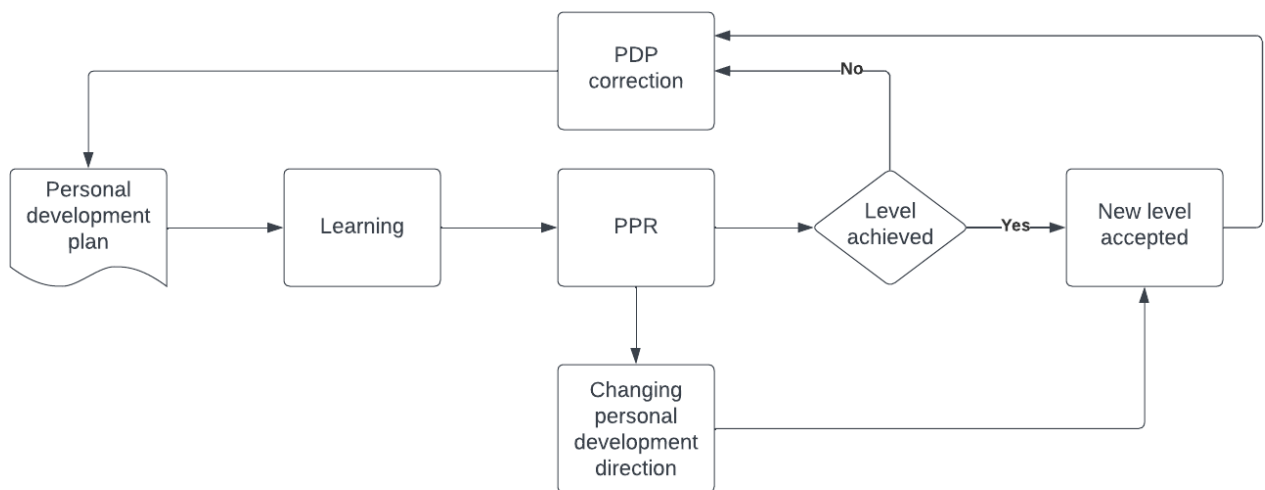 PDP
correction
No
Personal
development
plan
Learning
PPR
Level
achieved
Yes
New level
accepted
Changing
personal
development
direction